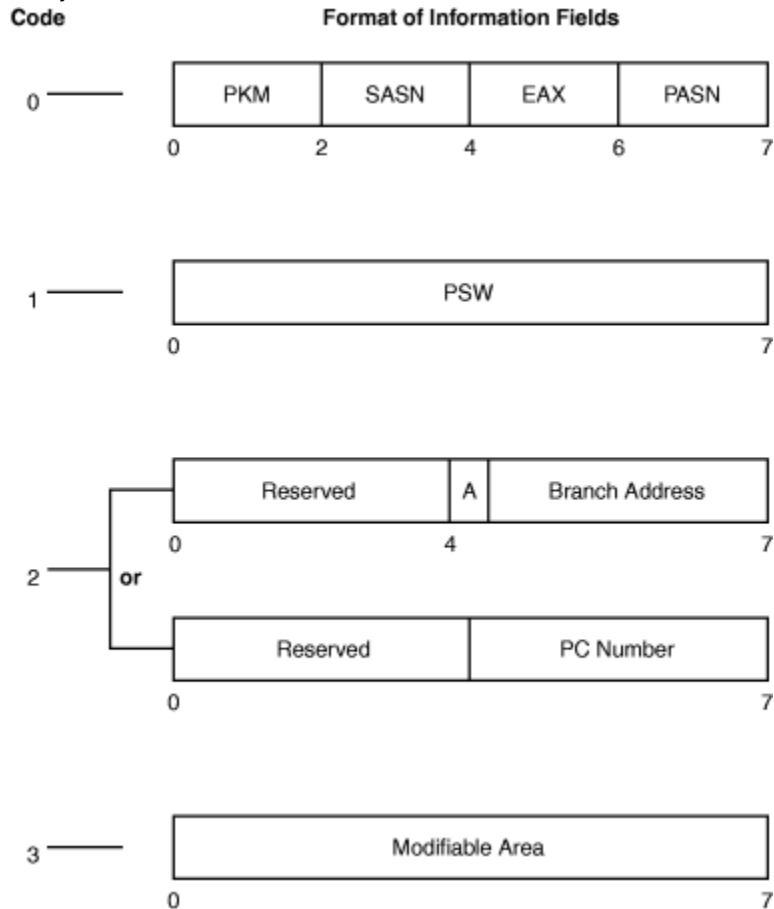 Code Format of Information Fields
0 PKM SASN EAX PASN
0 2 4 6 7
1 PSW
0 7
Reserved A Branch Address
0 4 7
2 or
Reserved PC Number
0 7
3 Modifiable Area
0 7